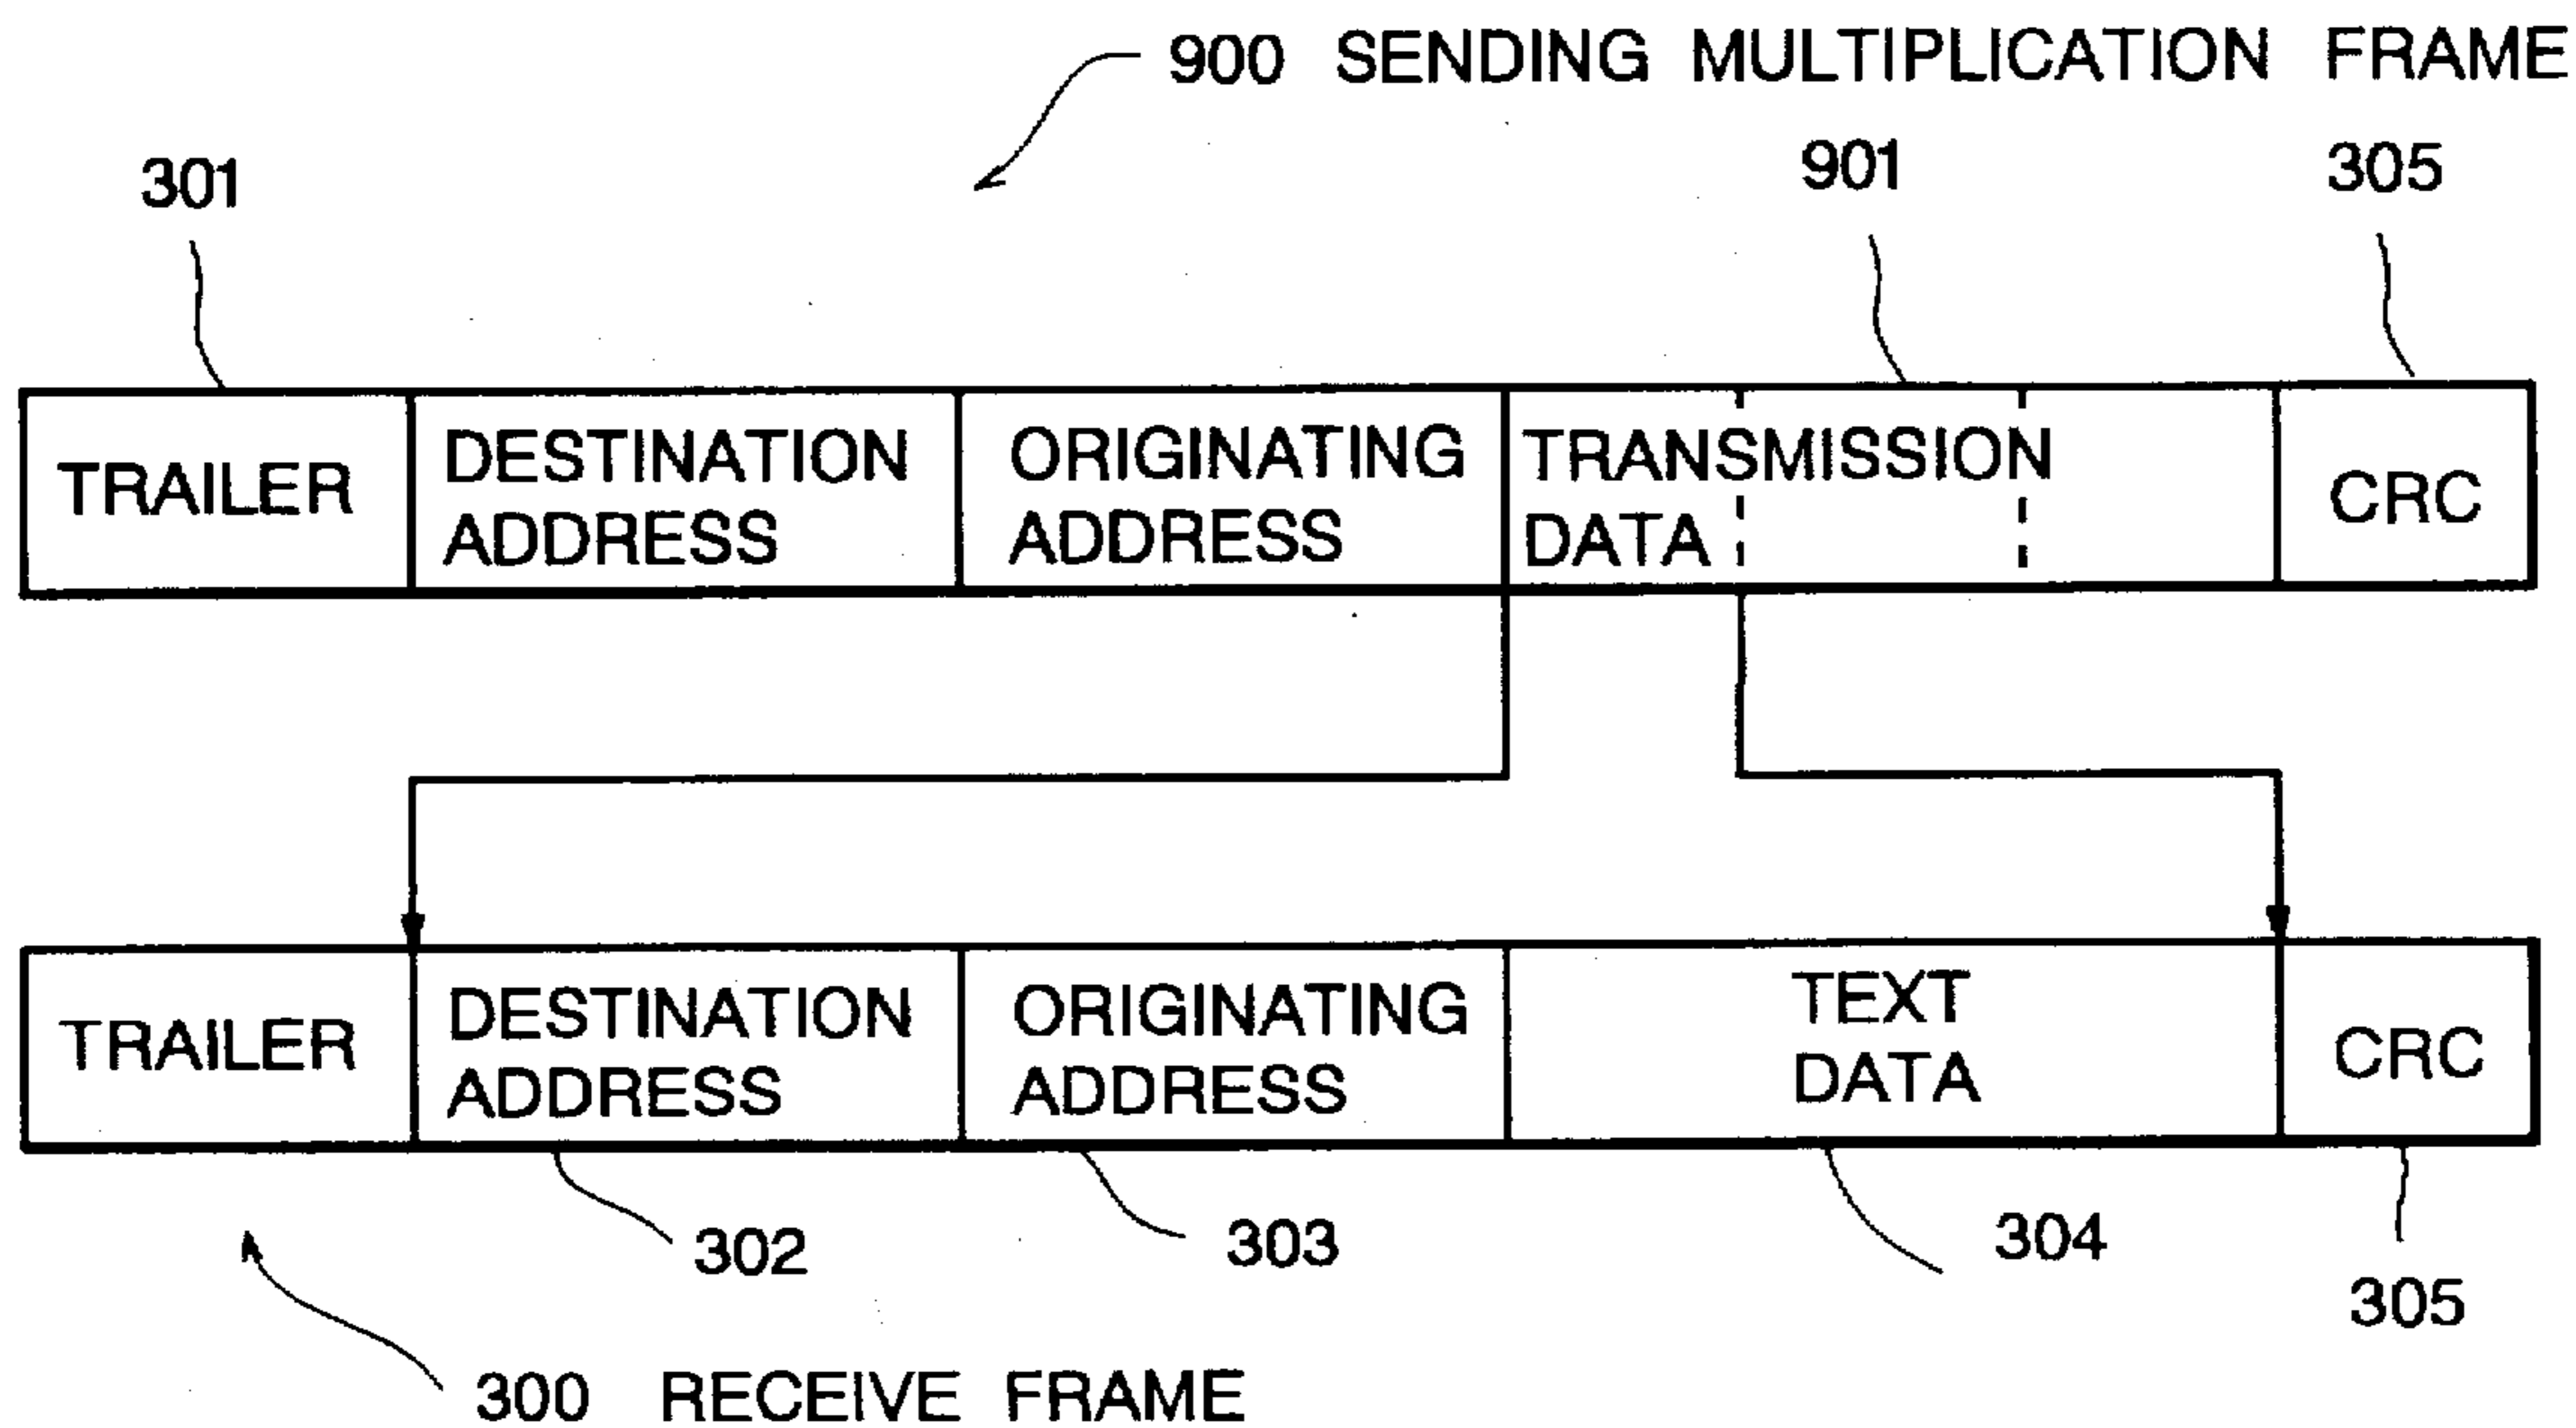 900 SENDING MULTIPLICATION FRAME
301
901
305
TRAILER
DESTINATION
ADDRESS
ORIGINATING
ADDRESS
TRANSMISSION
DATA
CRC
TRAILER
DESTINATION
ADDRESS
ORIGINATING
ADDRESS
TEXT
DATA
CRC
302
303
304
305
300 RECEIVE FRAME